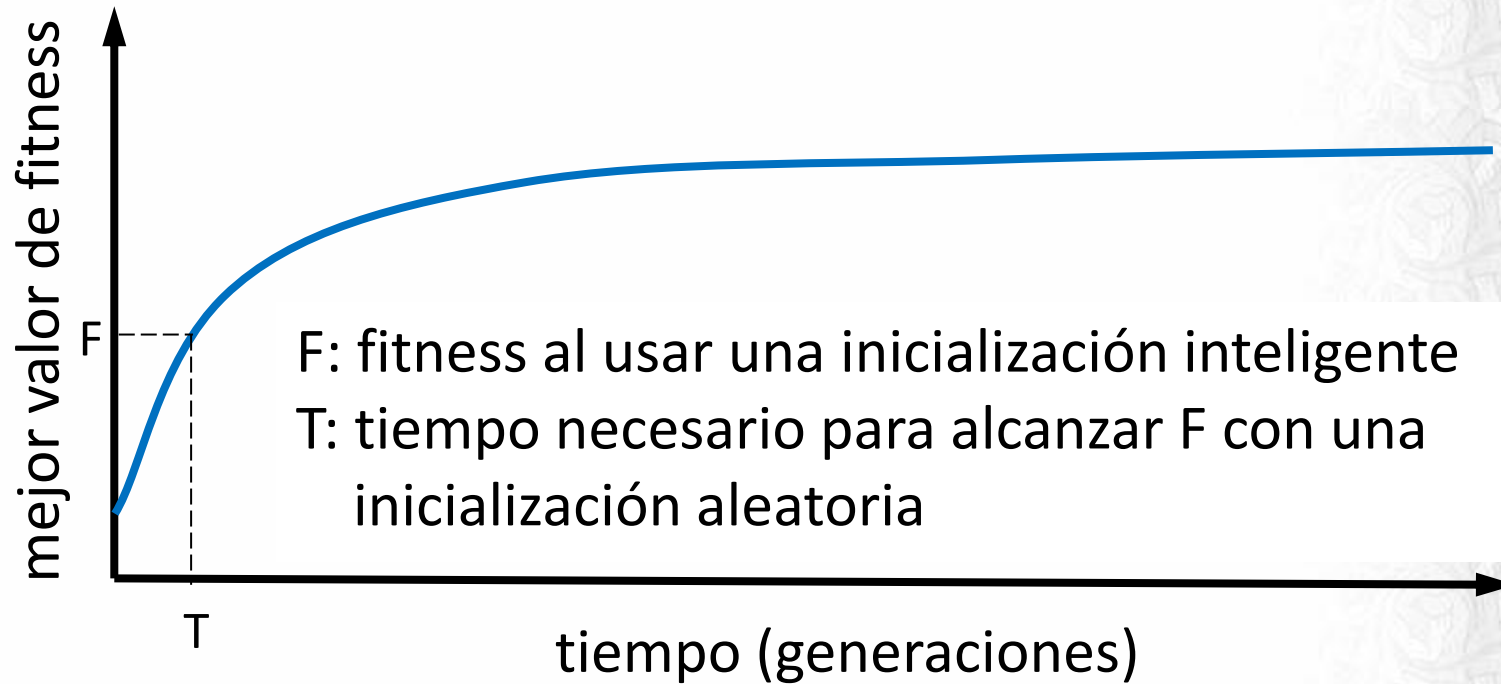 mejor valor de fitness
F
F: fitness al usar una inicialización inteligente
T: tiempo necesario para alcanzar F con una
inicialización aleatoria
T
tiempo (generaciones)